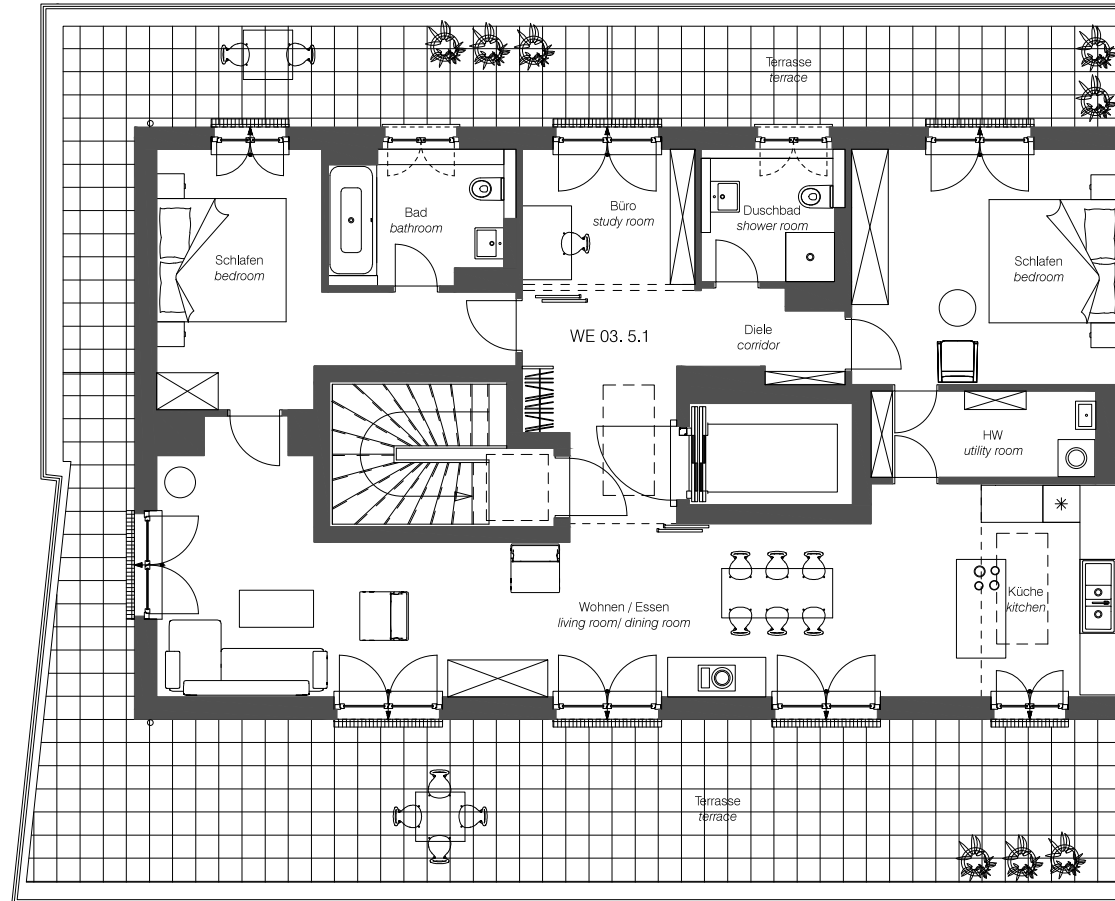 Terrasse
terrace
Bad
bathroom
Büro
study room
Duschbad
shower room
Schlafen
bedroom
Schlafen
bedroom
WE 03. 5.1
Diele
corridor
HW
utility room
Wohnen / Essen
living room/ dining room
Küche
kitchen
Terrasse
terrace